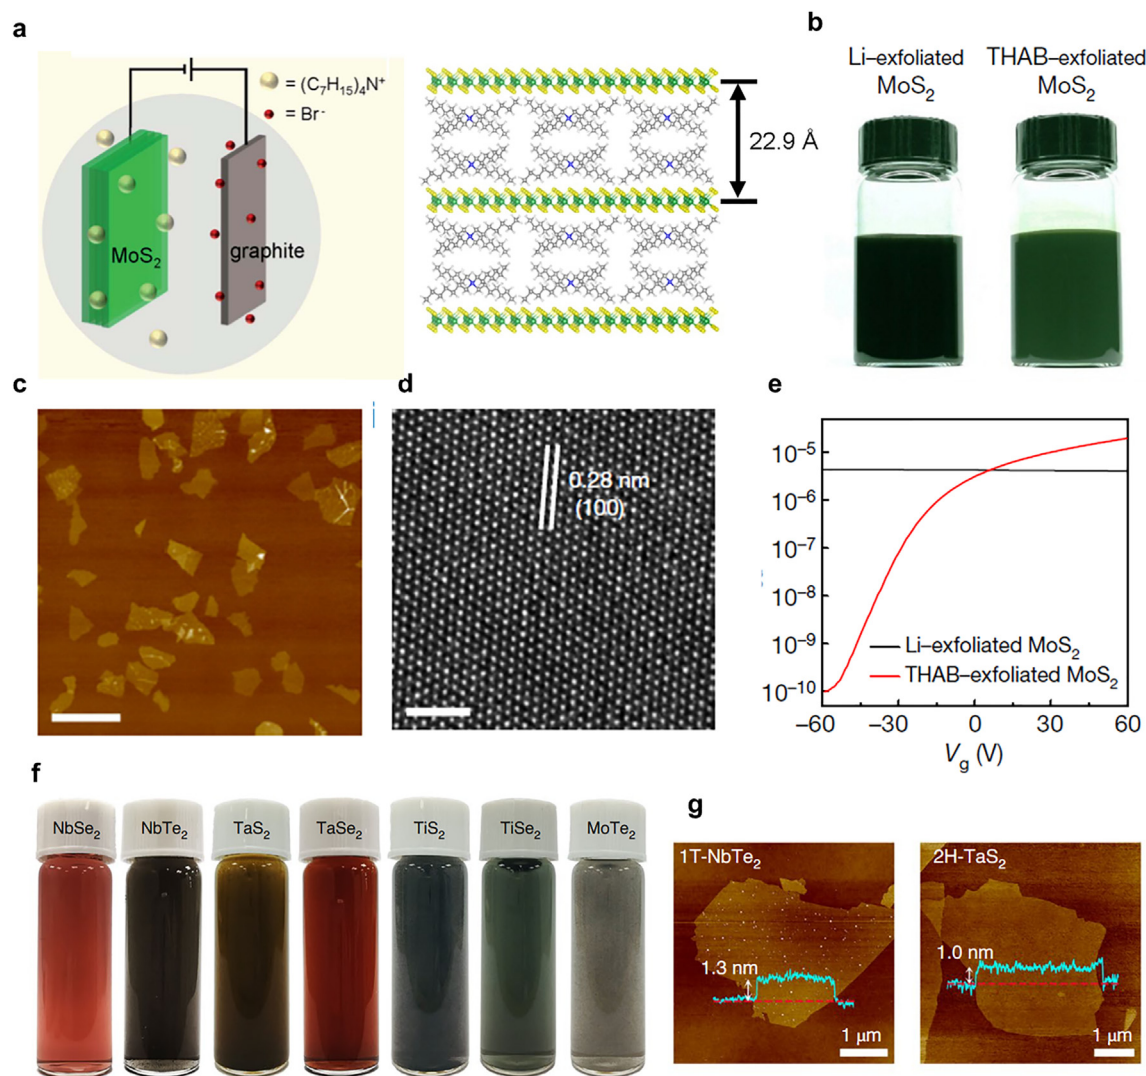 a
= (C₇H₁₅)₄N⁺
= Br⁻
MoS₂
graphite
22.9 Å
b
Li–exfoliated
MoS₂
THAB–exfoliated
MoS₂
c
d
0.28 nm
(100)
e
10⁻⁵
10⁻⁶
10⁻⁷
10⁻⁸
10⁻⁹
10⁻¹⁰
Li–exfoliated MoS₂
THAB–exfoliated MoS₂
–60
–30
0
30
60
V_g (V)
f
NbSe₂
NbTe₂
TaS₂
TaSe₂
TiS₂
TiSe₂
MoTe₂
g
1T-NbTe₂
1.3 nm
1 μm
2H-TaS₂
1.0 nm
1 μm